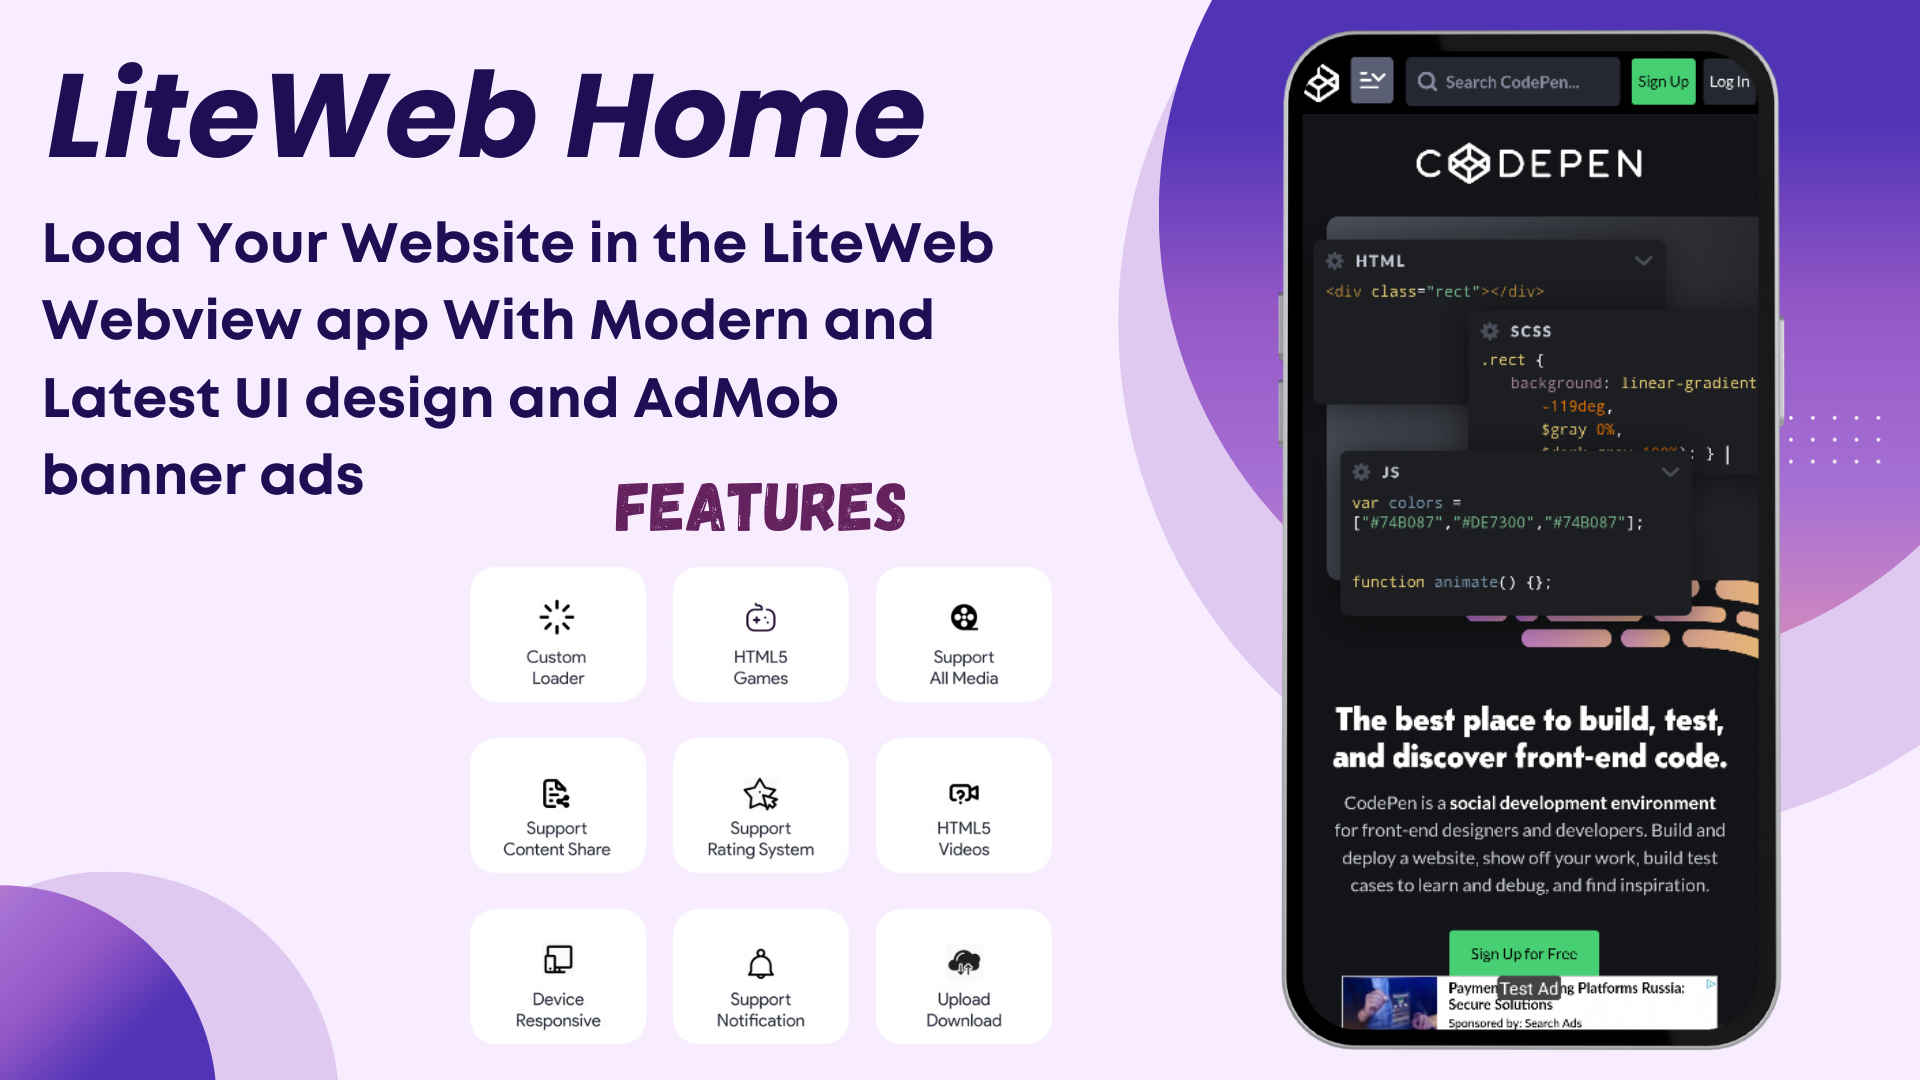 LiteWeb Home
Load Your Website in the LiteWeb
Webview app With Modern and
Latest UI design and AdMob
banner ads
FEATURES
Custom
Loader
HTML5
Games
Support
All Media
Support
Content Share
Support
Rating System
HTML5
Videos
Device
Responsive
Support
Notification
Upload
Download
Search CodePen...
Sign Up
Log In
CODEPEN
HTML
<div class="rect"></div>
SCSS
.rect {
background: linear-gradient
-119deg,
$gray 0%,
; } |
JS
var colors =
["#74B087","#DE7300","#74B087"];
function animate() {};
The best place to build, test,
and discover front-end code.
CodePen is a social development environment
for front-end designers and developers. Build and
deploy a website, show off your work, build test
cases to learn and debug, and find inspiration.
Sign Up for Free
Test Ad
Platforms Russia:
Secure Solutions
Sponsored by: Search Ads